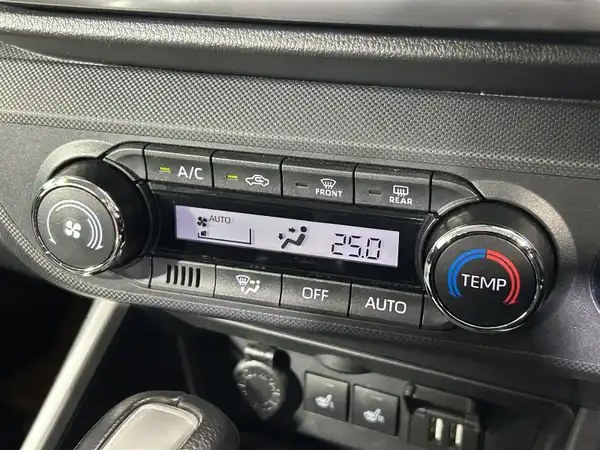 A/C
FRONT
REAR
AUTO
25.0
TEMP
OFF
AUTO
L
R